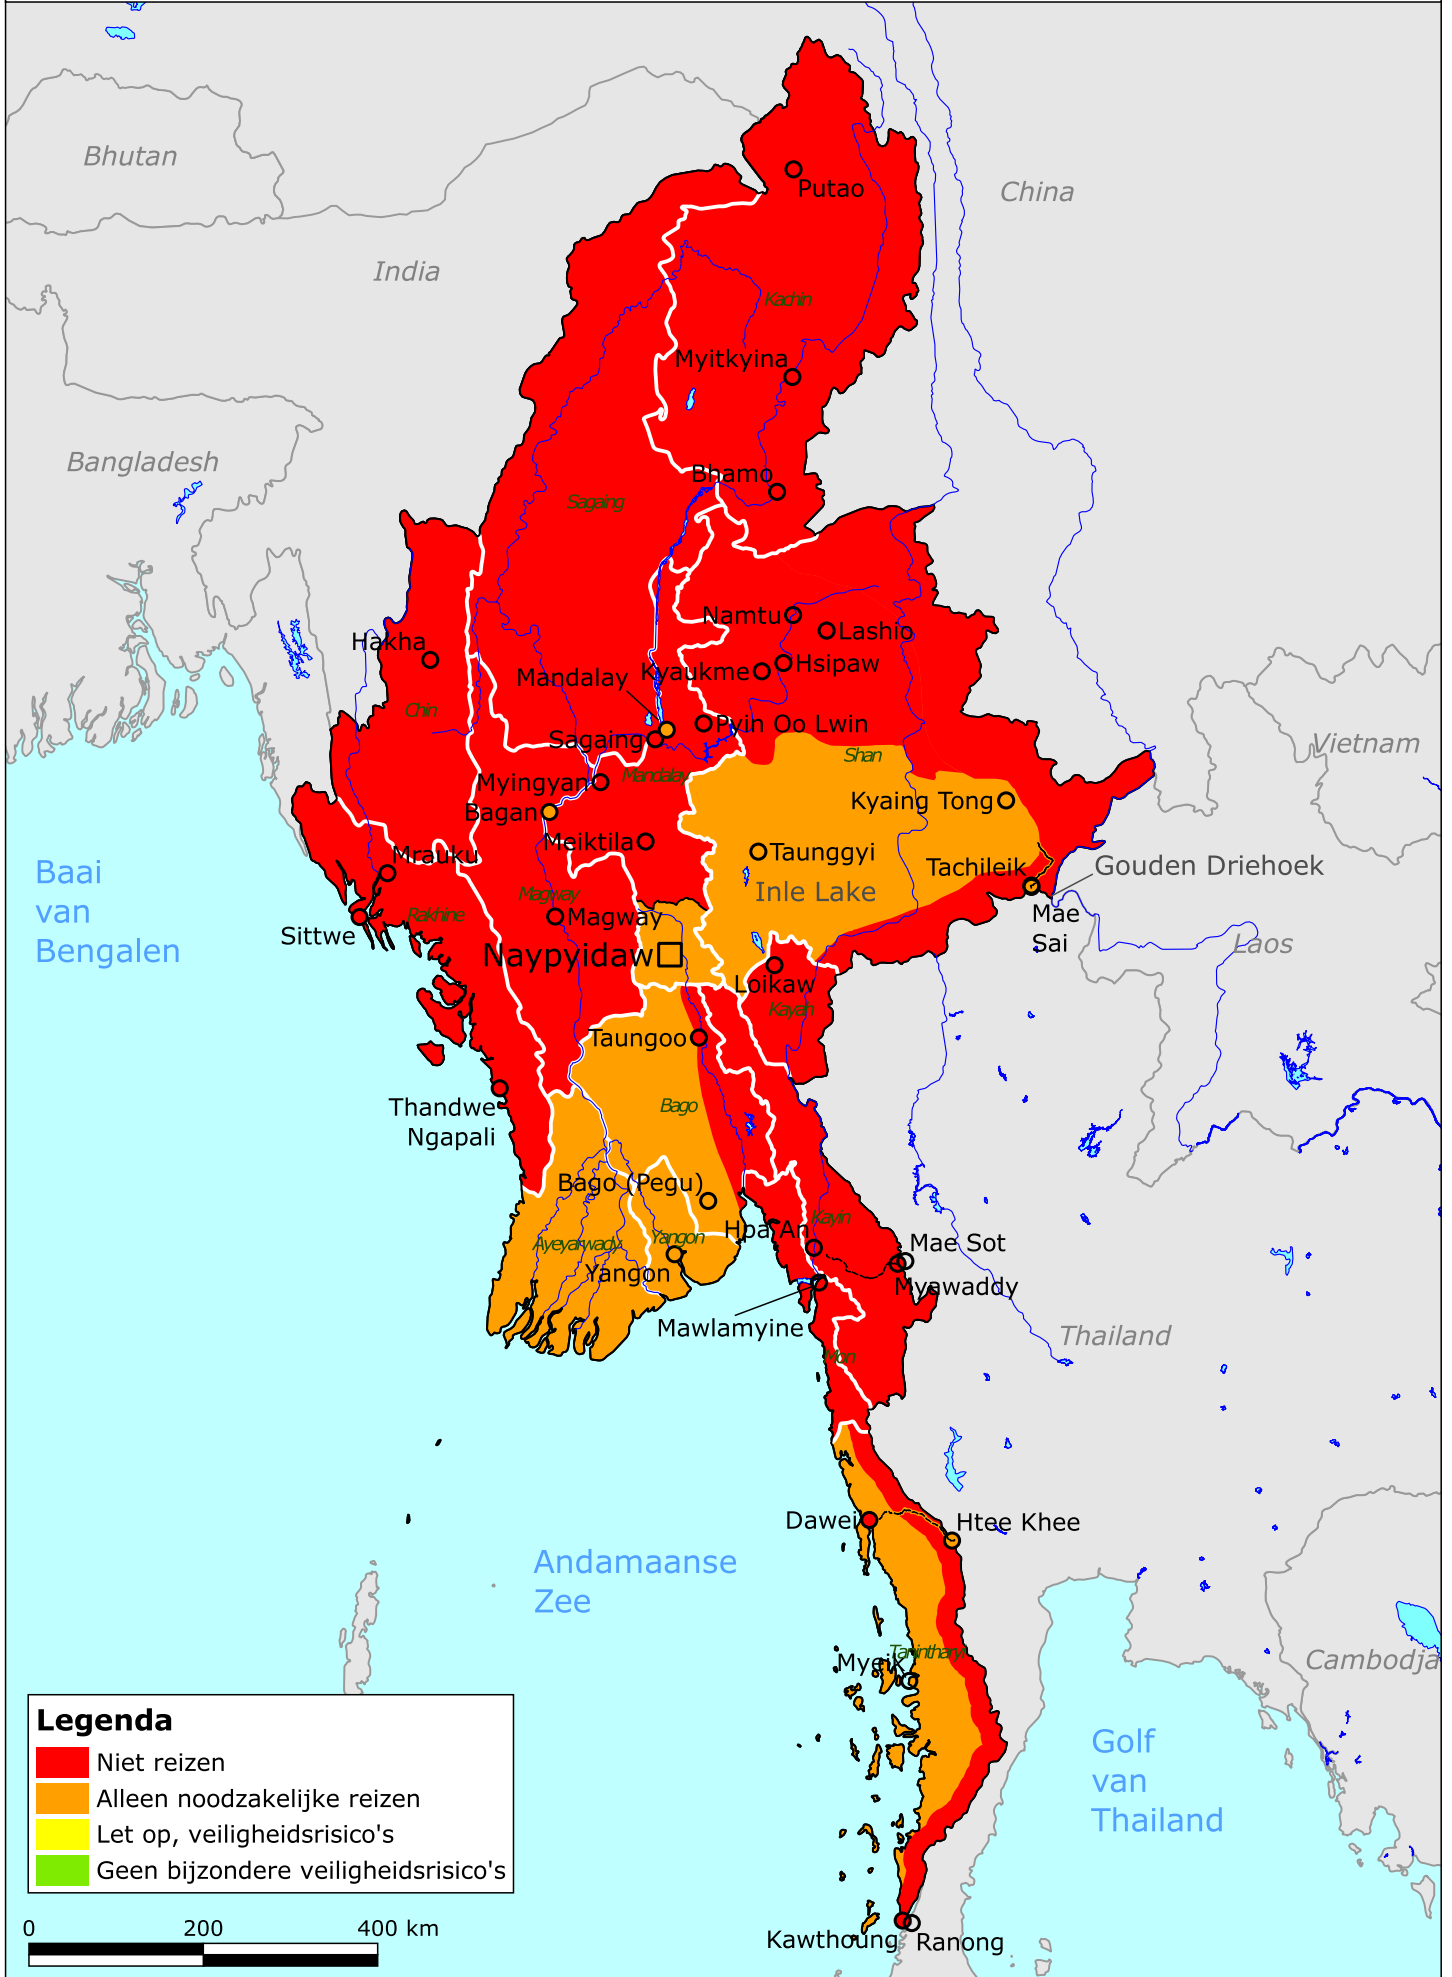 Bhutan
China
Putao
India
Kachin
Myitkyina
Bangladesh
Bhamo
Sagaing
Namtu
Lashio
Hakha
Hsipaw
Kyaukme
Mandalay
Chin
Pyin Oo Lwin
Sagaing
Vietnam
Shan
Mandalay
Myingyan
Kyaing Tong
Bagan
Meiktila
Taunggyi
Mrauku
Tachileik
Gouden Driehoek
Baai
van
Bengalen
Inle Lake
Magway
Magway
Rakhine
Mae
Sai
Sittwe
Laos
Naypyidaw
Loikaw
Kayah
Taungoo
Thandwe
Ngapali
Bago
Bago (Pegu)
Kayin
Hpa An
Ayeyarwady
Yangon
Mae Sot
Yangon
Myawaddy
Mawlamyine
Thailand
Mon
Dawei
Htee Khee
Andamaanse
Zee
Tanintharyi
Myeik
Cambodja
Legenda
Niet reizen
Alleen noodzakelijke reizen
Let op, veiligheidsrisico's
Geen bijzondere veiligheidsrisico's
Golf
van
Thailand
0 200 400 km
Kawthoung
Ranong